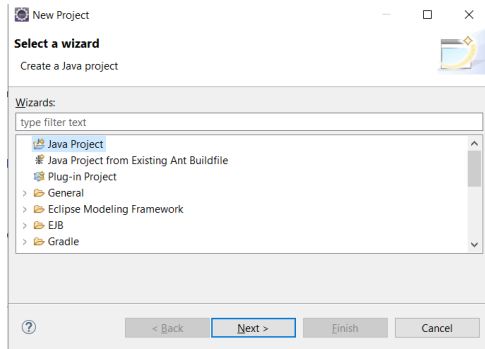 New Project
Select a wizard
Create a Java project
Wizards:
type filter text
Java Project
Java Project from Existing Ant Buildfile
Plug-in Project
General
Eclipse Modeling Framework
EJB
Gradle
< Back Next > Finish Cancel